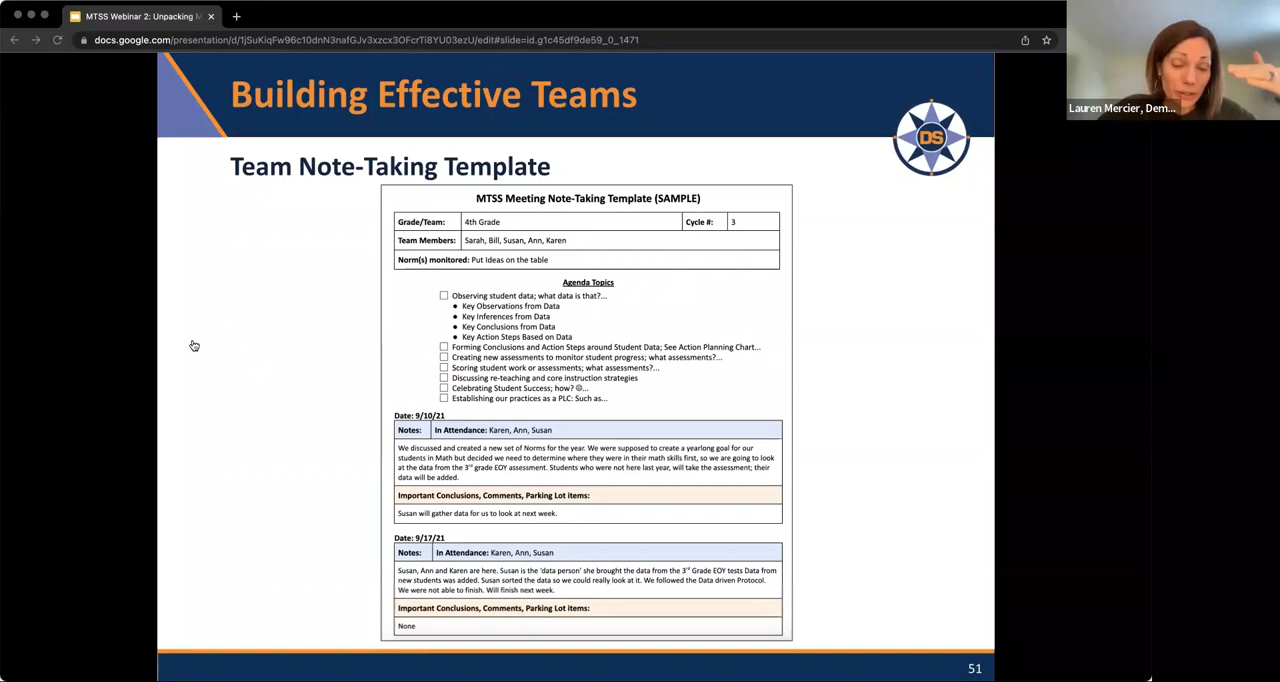 MTSS Webinar 2: Unpacking M
docs.google.com/presentation/d/1jSuKiqFw96c10dnN3nafGJv3xzcx3OFcrTi8YU03ezU/edit#slide=id.g1c45df9de59_0_1471
Lauren Mercier, Dem...
Building Effective Teams
DS
Team Note-Taking Template
MTSS Meeting Note-Taking Template (SAMPLE)
Grade/Team: 4th Grade Cycle #: 3
Team Members: Sarah, Bill, Susan, Ann, Karen
Norm(s) monitored: Put Ideas on the table
Agenda Topics
Observing student data; what data is that?...
Key Observations from Data
Key Inferences from Data
Key Conclusions from Data
Key Action Steps Based on Data
Forming Conclusions and Action Steps around Student Data; See Action Planning Chart...
Creating new assessments to monitor student progress; what assessments?...
Scoring student work or assessments; what assessments?...
Discussing re-teaching and core instruction strategies
Celebrating Student Success; how? ☺...
Establishing our practices as a PLC: Such as...
Date: 9/10/21
Notes: In Attendance: Karen, Ann, Susan
We discussed and created a new set of Norms for the year. We were supposed to create a yearlong goal for our
students in Math but decided we need to determine where they were in their math skills first, so we are going to look
at the data from the 3rd grade EOY assessment. Students who were not here last year, will take the assessment; their
data will be added.
Important Conclusions, Comments, Parking Lot items:
Susan will gather data for us to look at next week.
Date: 9/17/21
Notes: In Attendance: Karen, Ann, Susan
Susan, Ann and Karen are here. Susan is the 'data person' she brought the data from the 3rd Grade EOY tests Data from
new students was added. Susan sorted the data so we could really look at it. We followed the Data driven Protocol.
We were not able to finish. Will finish next week.
Important Conclusions, Comments, Parking Lot items:
None
51